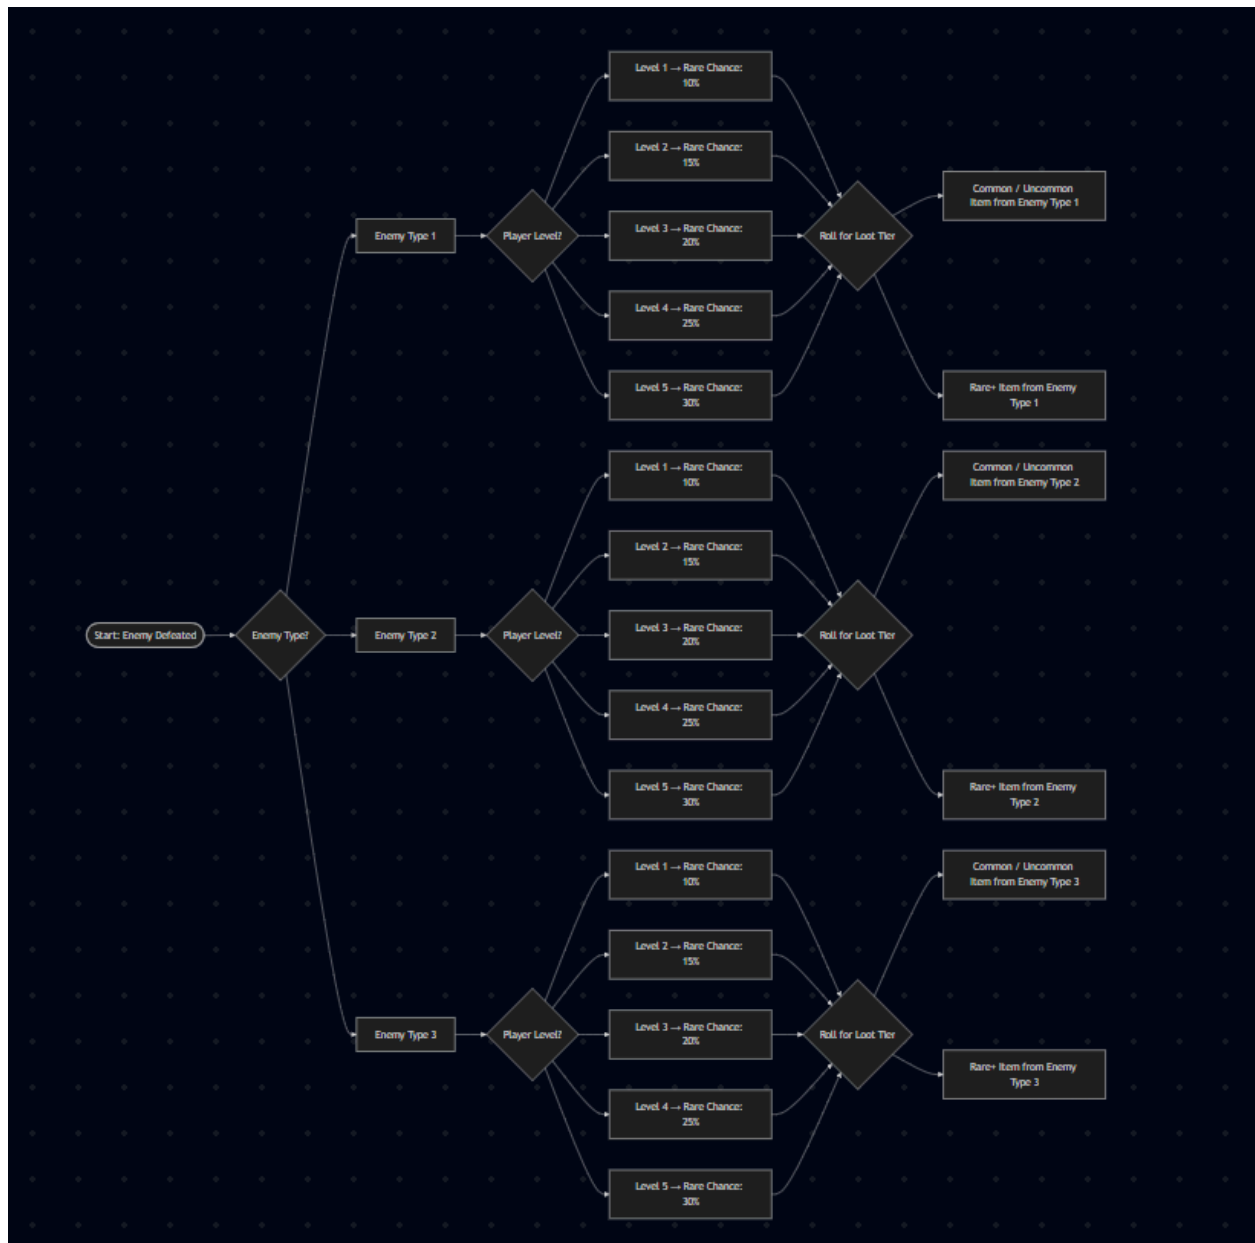 Start: Enemy Defeated
Enemy Type?
Enemy Type 1
Player Level?
Level 1 → Rare Chance:
10%
Level 2 → Rare Chance:
15%
Level 3 → Rare Chance:
20%
Level 4 → Rare Chance:
25%
Level 5 → Rare Chance:
30%
Roll for Loot Tier
Common / Uncommon
Item from Enemy Type 1
Rare+ Item from Enemy
Type 1
Enemy Type 2
Player Level?
Level 1 → Rare Chance:
10%
Level 2 → Rare Chance:
15%
Level 3 → Rare Chance:
20%
Level 4 → Rare Chance:
25%
Level 5 → Rare Chance:
30%
Roll for Loot Tier
Common / Uncommon
Item from Enemy Type 2
Rare+ Item from Enemy
Type 2
Enemy Type 3
Player Level?
Level 1 → Rare Chance:
10%
Level 2 → Rare Chance:
15%
Level 3 → Rare Chance:
20%
Level 4 → Rare Chance:
25%
Level 5 → Rare Chance:
30%
Roll for Loot Tier
Common / Uncommon
Item from Enemy Type 3
Rare+ Item from Enemy
Type 3